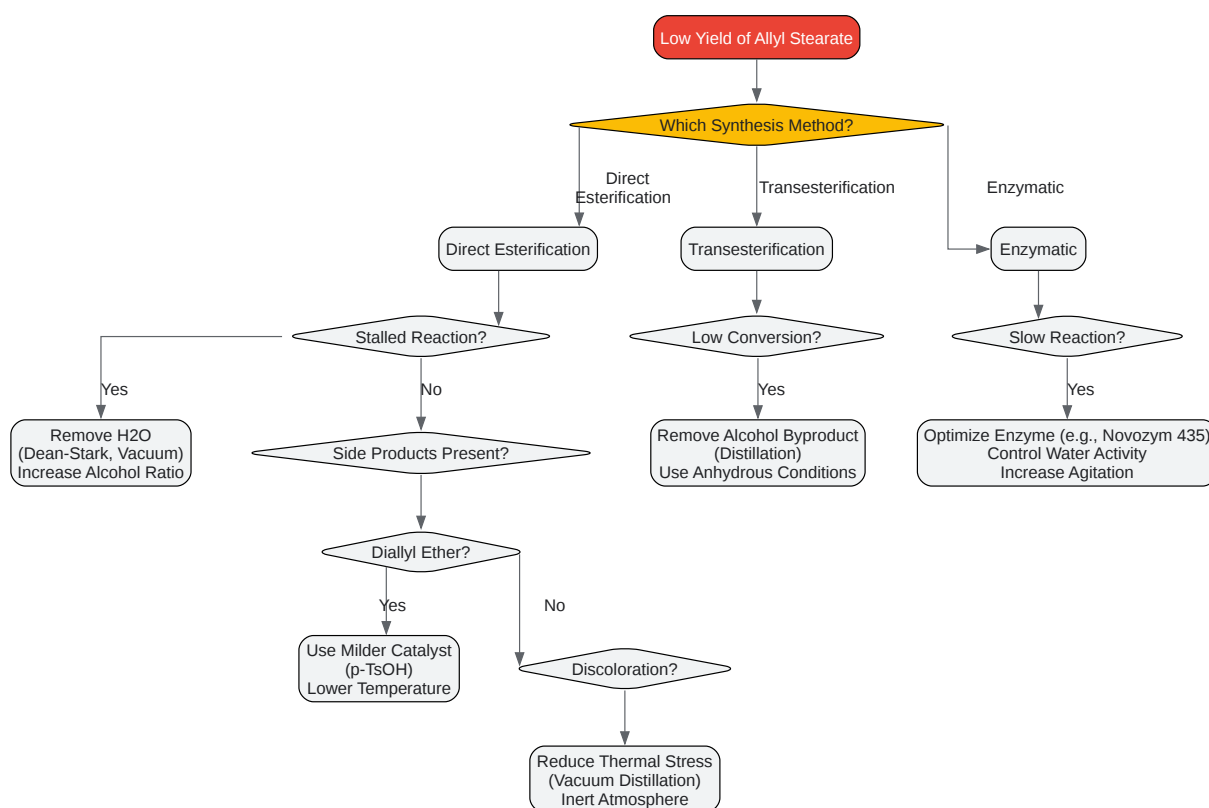 Low Yield of Allyl Stearate
Which Synthesis Method?
Direct
Esterification
Transesterification
Enzymatic
Direct Esterification
Transesterification
Enzymatic
Stalled Reaction?
Low Conversion?
Slow Reaction?
Yes
No
Yes
Yes
Remove H2O
(Dean-Stark, Vacuum)
Increase Alcohol Ratio
Side Products Present?
Remove Alcohol Byproduct
(Distillation)
Use Anhydrous Conditions
Optimize Enzyme (e.g., Novozym 435)
Control Water Activity
Increase Agitation
Diallyl Ether?
Yes
No
Use Milder Catalyst
(p-TsOH)
Lower Temperature
Discoloration?
Reduce Thermal Stress
(Vacuum Distillation)
Inert Atmosphere